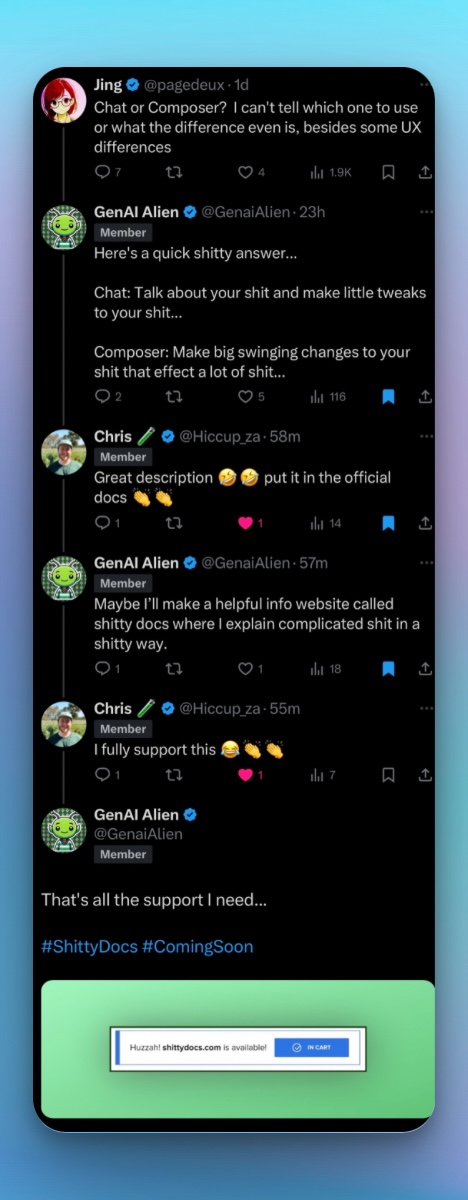 Jing @pagedeux · 1d
Chat or Composer? I can't tell which one to use
or what the difference even is, besides some UX
differences
7 4 1.9K
GenAI Alien @GenaiAlien · 23h
Member
Here's a quick shitty answer...
Chat: Talk about your shit and make little tweaks
to your shit...
Composer: Make big swinging changes to your
shit that effect a lot of shit...
2 5 116
Chris 🧪 @Hiccup_za · 58m
Member
Great description 🤣🤣 put it in the official
docs 👏👏
1 1 14
GenAI Alien @GenaiAlien · 57m
Member
Maybe I'll make a helpful info website called
shitty docs where I explain complicated shit in a
shitty way.
1 1 18
Chris 🧪 @Hiccup_za · 55m
Member
I fully support this 😂👏👏
1 1 7
GenAI Alien
@GenaiAlien
Member
That's all the support I need...
#ShittyDocs #ComingSoon
Huzzah! shittydocs.com is available! IN CART